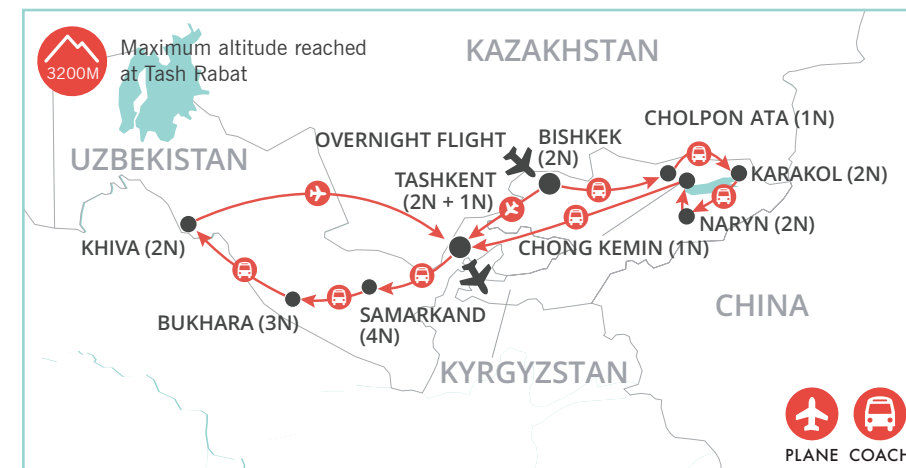 Maximum altitude reached
3200M at Tash Rabat
KAZAKHSTAN
CHOLPON ATA (1N)
OVERNIGHT FLIGHT
BISHKEK
(2N)
UZBEKISTAN
TASHKENT
(2N + 1N)
KARAKOL (2N)
NARYN (2N)
KHIVA (2N)
CHONG KEMIN (1N)
CHINA
BUKHARA (3N)
SAMARKAND
(4N)
KYRGYZSTAN
PLANE COACH